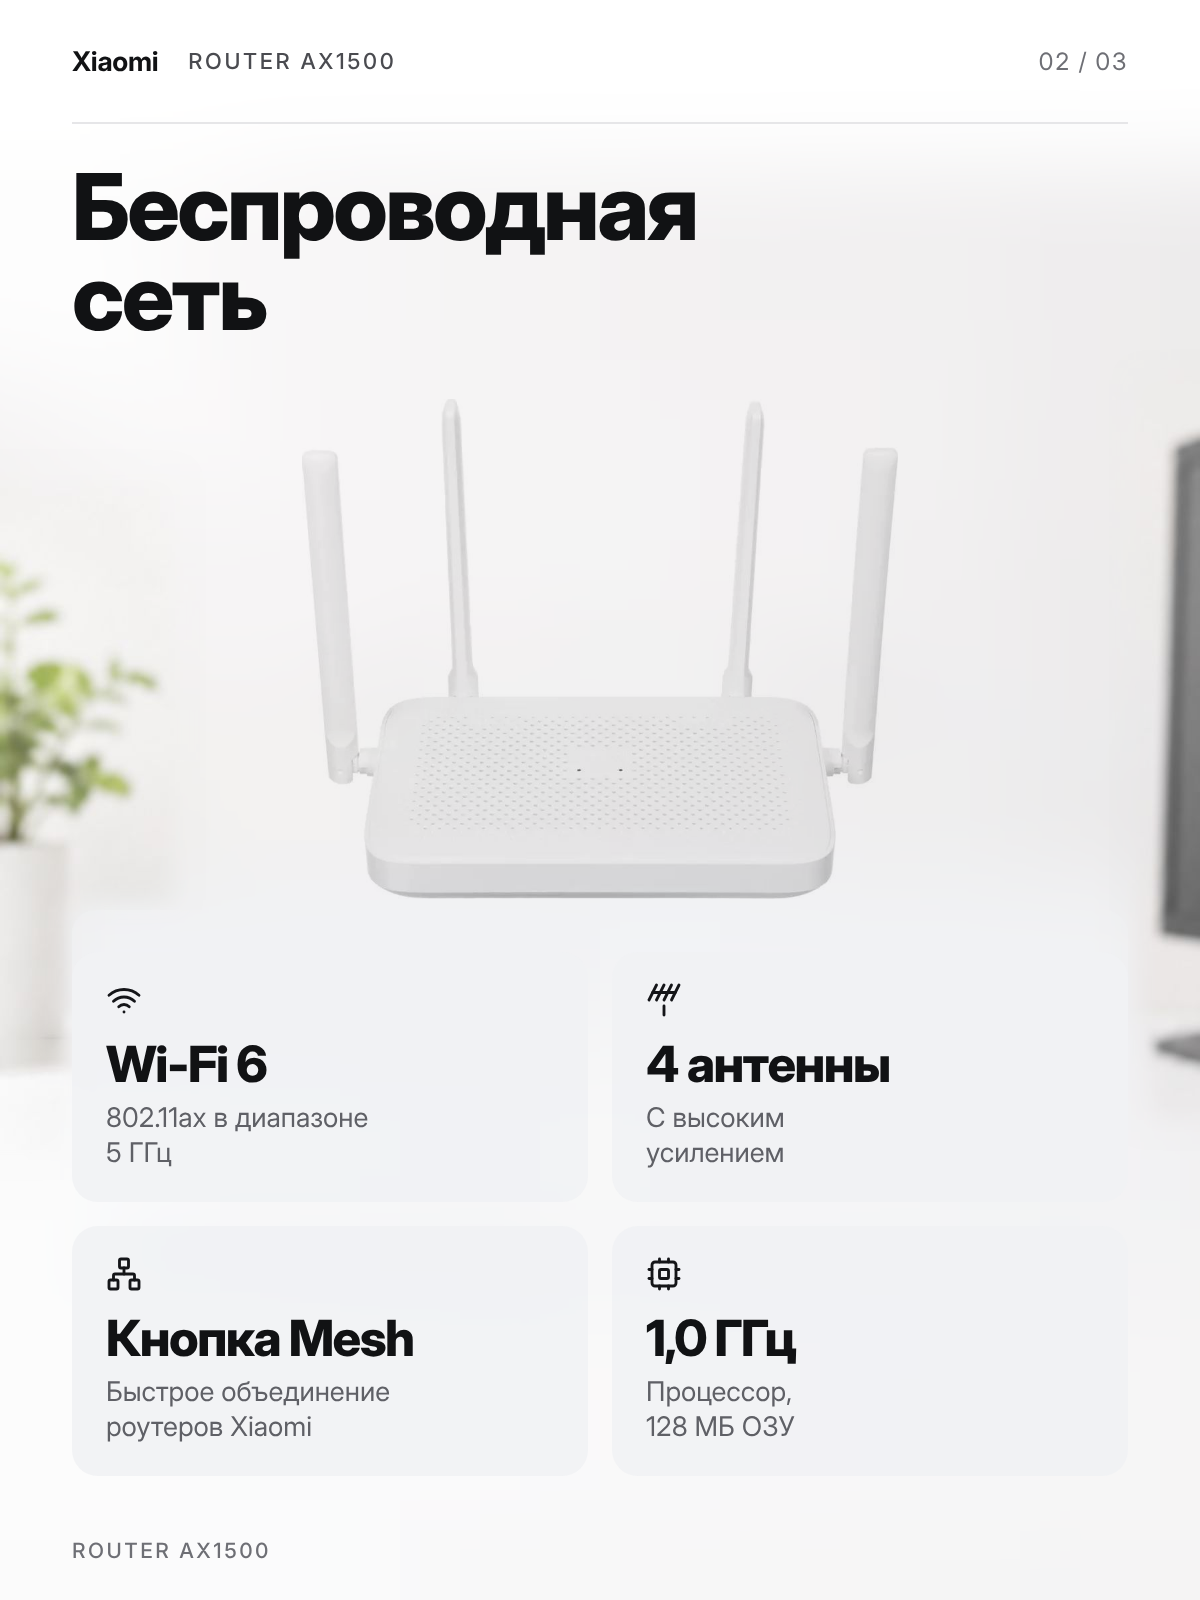 Xiaomi ROUTER AX1500 02 / 03
Беспроводная
сеть
Wi-Fi 6
802.11ax в диапазоне
5 ГГц
4 антенны
С высоким
усилением
Кнопка Mesh
Быстрое объединение
роутеров Xiaomi
1,0 ГГц
Процессор,
128 МБ ОЗУ
ROUTER AX1500